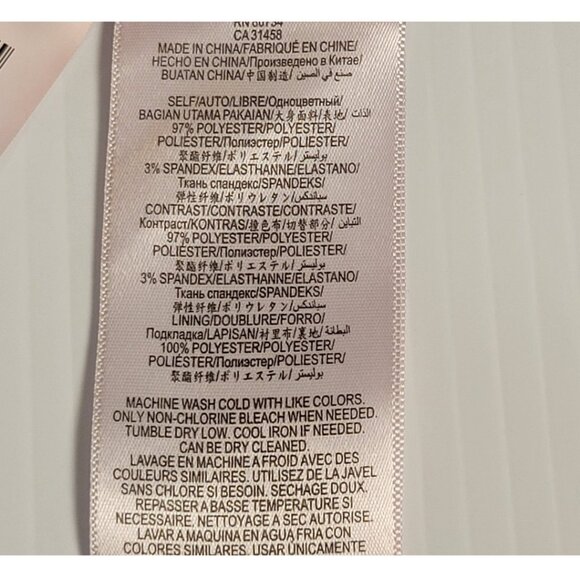 RN 80734
CA 31458
MADE IN CHINA/FABRIQUÉ EN CHINE/
HECHO EN CHINA/Произведено в Китае/
BUATAN CHINA/中国制造/ صنع في الصين
SELF/AUTO/LIBRE/Одноцветный/
BAGIAN UTAMA PAKAIAN/大身面料/表地/ الذات
97% POLYESTER/POLYESTER/
POLIÉSTER/Полиэстер/POLIESTER/
聚酯纤维/ポリエステル/ بوليستر
3% SPANDEX/ELASTHANNE/ELASTANO/
Ткань спандекс/SPANDEKS/
弹性纤维/ポリウレタン/ سباندكس
CONTRAST/CONTRASTE/CONTRASTE/
Контраст/KONTRAS/撞色布/切替部分/ التباين
97% POLYESTER/POLYESTER/
POLIÉSTER/Полиэстер/POLIESTER/
聚酯纤维/ポリエステル/ بوليستر
3% SPANDEX/ELASTHANNE/ELASTANO/
Ткань спандекс/SPANDEKS/
弹性纤维/ポリウレタン/ سباندكس
LINING/DOUBLURE/FORRO/
Подкладка/LAPISAN/衬里布/裏地/ البطانة
100% POLYESTER/POLYESTER/
POLIÉSTER/Полиэстер/POLIESTER/
聚酯纤维/ポリエステル/ بوليستر
MACHINE WASH COLD WITH LIKE COLORS.
ONLY NON-CHLORINE BLEACH WHEN NEEDED.
TUMBLE DRY LOW. COOL IRON IF NEEDED.
CAN BE DRY CLEANED.
LAVAGE EN MACHINE A FROID AVEC DES
COULEURS SIMILAIRES. UTILISEZ DE LA JAVEL
SANS CHLORE SI BESOIN. SECHAGE DOUX.
REPASSER A BASSE TEMPERATURE SI
NECESSAIRE. NETTOYAGE A SEC AUTORISE.
LAVAR A MAQUINA EN AGUA FRIA CON
COLORES SIMILARES. USAR ÚNICAMENTE